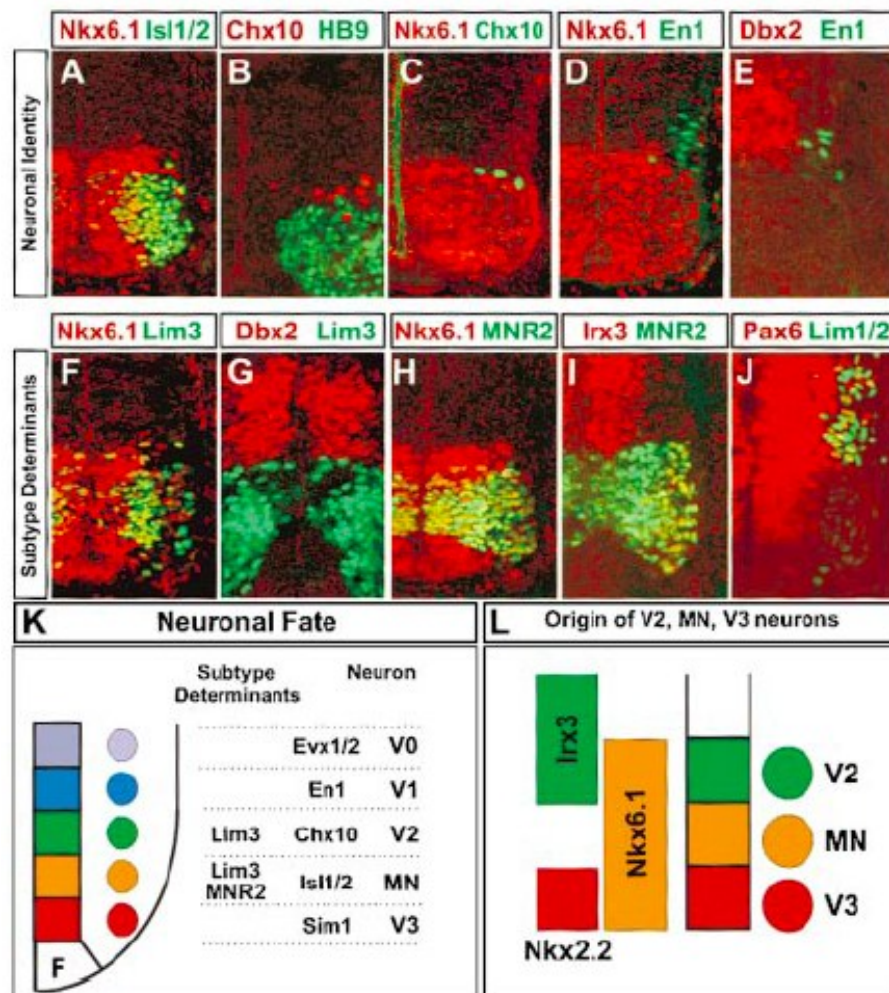 Nkx6.1 Isl1/2 Chx10 HB9 Nkx6.1 Chx10 Nkx6.1 En1 Dbx2 En1
Neuronal Identity
A B C D E
Nkx6.1 Lim3 Dbx2 Lim3 Nkx6.1 MNR2 Irx3 MNR2 Pax6 Lim1/2
Subtype Determinants
F G H I J
K Neuronal Fate
Subtype Neuron
Determinants
Evx1/2 V0
En1 V1
Lim3 Chx10 V2
Lim3
MNR2 Isl1/2 MN
Sim1 V3
F
L Origin of V2, MN, V3 neurons
Irx3
Nkx6.1
V2
MN
V3
Nkx2.2